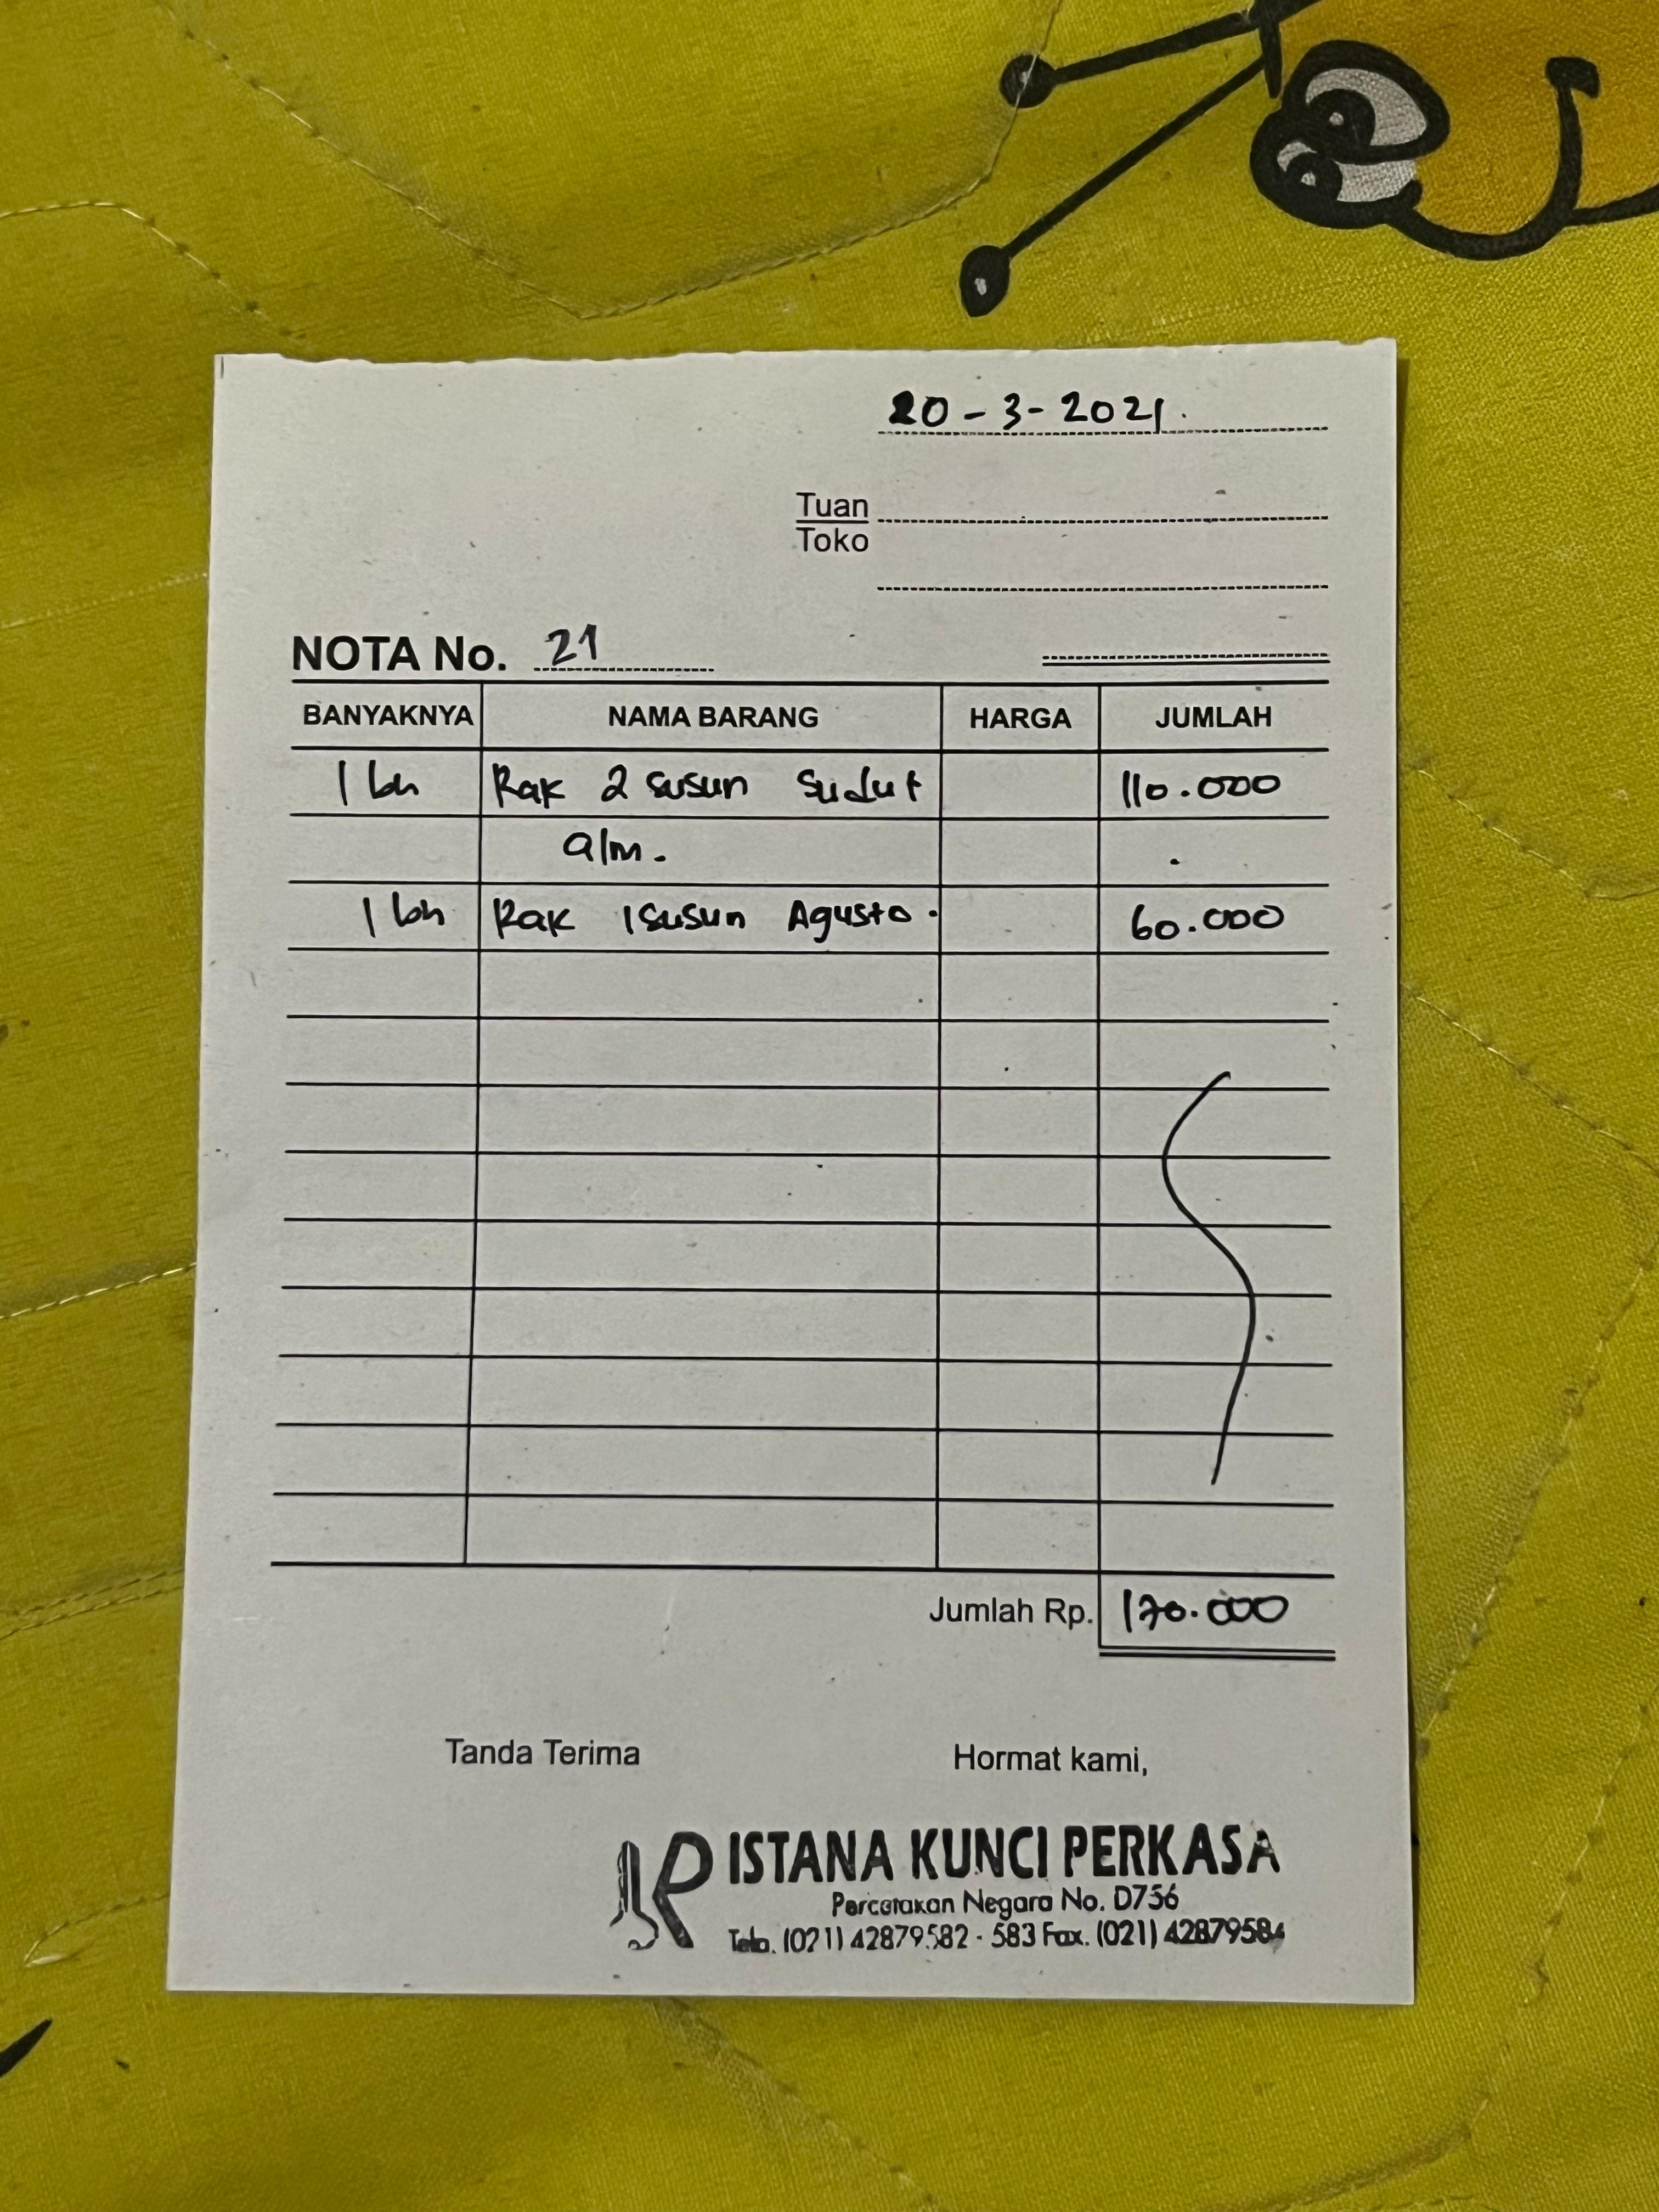 20 - 3 - 2021.
Tuan
Toko
NOTA No. 21
BANYAKNYA NAMA BARANG HARGA JUMLAH
1 bh Rak 2 susun sudut 110.000
alm.
1 bh Rak 1 susun Agusto. 60.000
Jumlah Rp. 170.000
Tanda Terima Hormat kami,
ISTANA KUNCI PERKASA
Percetakan Negara No. D756
Telp. (021) 42879582 - 583 Fax. (021) 42879584